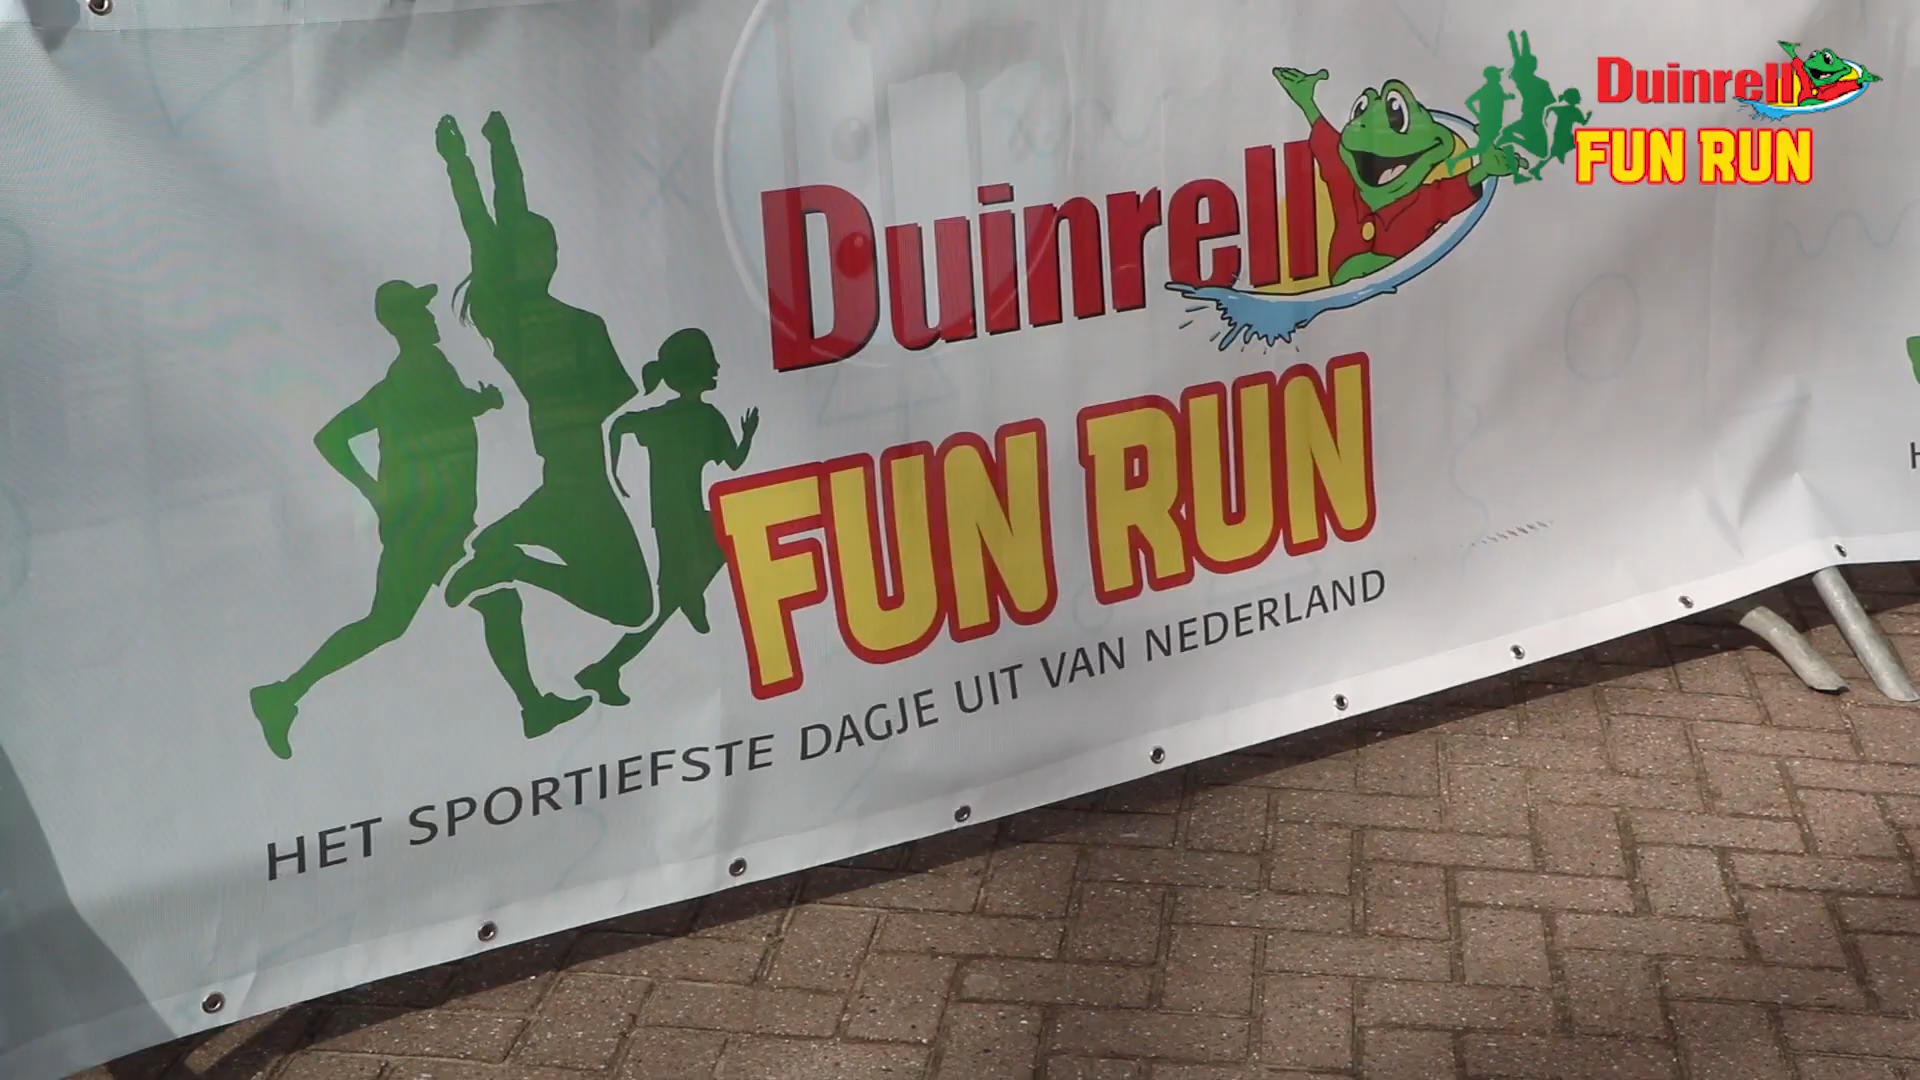 Duinrell
FUN RUN
HET SPORTIEFSTE DAGJE UIT VAN NEDERLAND
Duinrell
FUN RUN
H